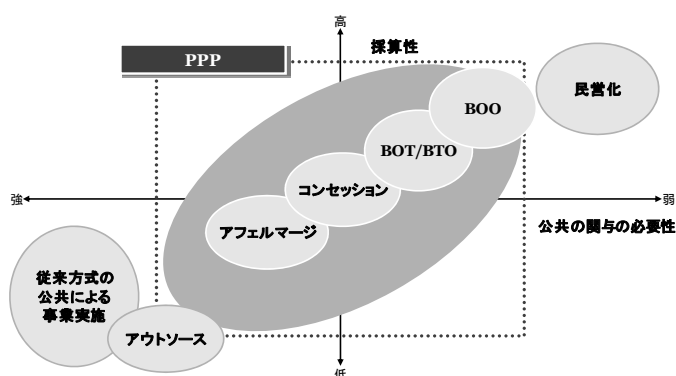 高
採算性
PPP
民営化
BOO
BOT/BTO
コンセッション
強
弱
アフェルマージ
公共の関与の必要性
従来方式の
公共による
事業実施
アウトソース
低